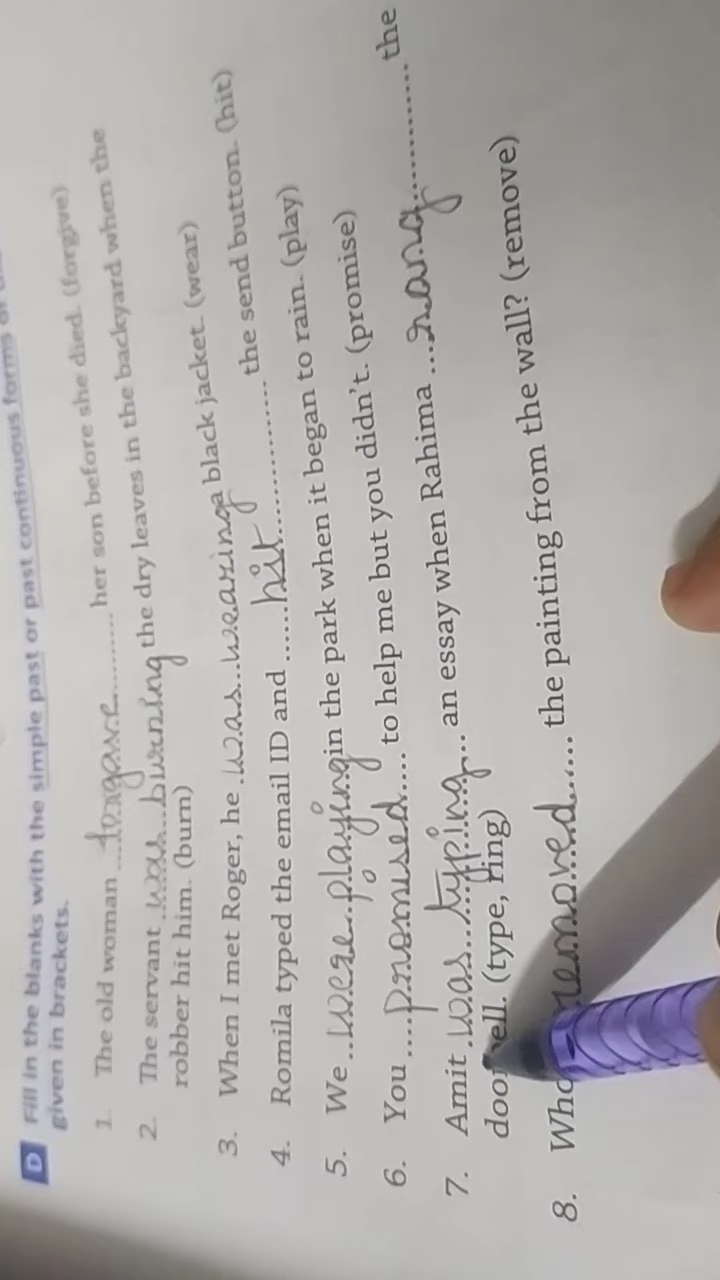 D Fill in the blanks with the simple past or past continuous forms of
given in brackets.
1. The old woman ....forgave........ her son before she died. (forgive)
2. The servant was...burning the dry leaves in the backyard when the
robber hit him. (burn)
3. When I met Roger, he was...wearing a black jacket. (wear)
4. Romila typed the email ID and ......hit.................. the send button. (hit)
5. We ..were..playing in the park when it began to rain. (play)
6. You .....promised..... to help me but you didn't. (promise)
7. Amit .was...typing... an essay when Rahima ...rang............ the
doorbell. (type, ring)
8. Who removed...... the painting from the wall? (remove)